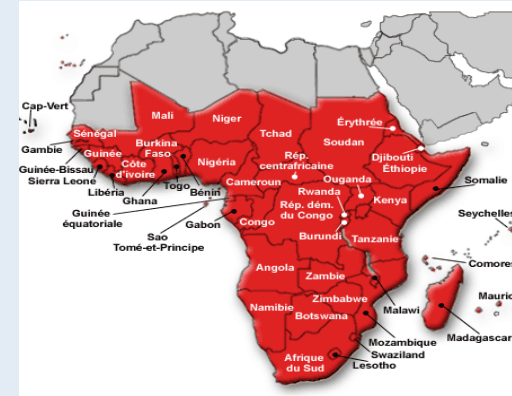 Cap-Vert
Mali
Niger
Érythrée
Sénégal
Tchad
Soudan
Gambie
Burkina
Faso
Guinée
Nigéria
Rép.
centrafricaine
Djibouti
Éthiopie
Guinée-Bissau
Côte
d'ivoire
Sierra Leone
Cameroun
Ouganda
Somalie
Libéria
Togo
Bénin
Rwanda
Kenya
Ghana
Rép. dém.
du Congo
Guinée
équatoriale
Gabon
Congo
Seychelles
Sao
Tomé-et-Principe
Burundi
Tanzanie
Comores
Angola
Zambie
Mauric
Zimbabwe
Namibie
Botswana
Malawi
Madagascar
Mozambique
Swaziland
Afrique
du Sud
Lesotho